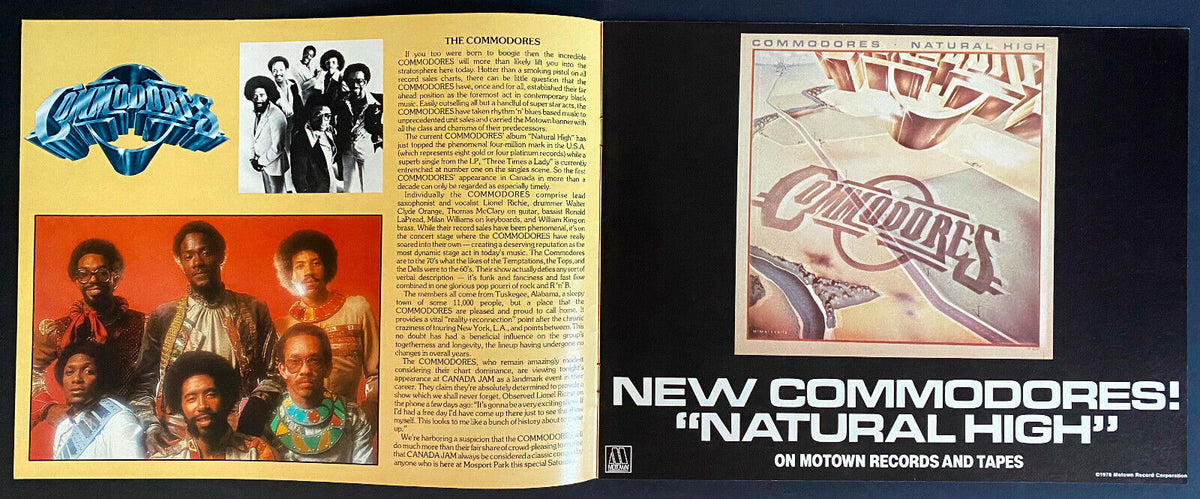 COMMODORES
THE COMMODORES
If you too were born to boogie then the incredible
COMMODORES will more than likely lift you into the
stratosphere here today. Hotter than a smoking pistol on all
record sales charts, there can be little question that the
COMMODORES have, once and for all, established their far
ahead position as the foremost act in contemporary black
music. Easily outselling all but a handful of super star acts, the
COMMODORES have taken rhythm 'n' blues based music to
unprecedented unit sales and carried the Motown banner with
all the class and charisma of their predecessors.
The current COMMODORES' album "Natural High" has
just topped the phenomenal four-million mark in the U.S.A.
(which represents eight gold or four platinum records) while a
superb single from the LP, "Three Times a Lady" is currently
entrenched at number one on the singles scene. So the first
COMMODORES' appearance in Canada in more than a
decade can only be regarded as especially timely.
Individually the COMMODORES comprise lead
saxophonist and vocalist Lionel Richie, drummer Walter
Clyde Orange, Thomas McClary on guitar, bassist Ronald
LaPread, Milan Williams on keyboards, and William King on
brass. While their record sales have been phenomenal, it's on
the concert stage where the COMMODORES have really
soared into their own — creating a deserving reputation as the
most dynamic stage act in today's music. The Commodores
are to the 70's what the likes of the Temptations, the Tops, and
the Dells were to the 60's. Their show actually defies any sort of
verbal description — it's funk and fanciness and fast flow
combined in one glorious pop pouri of rock and R 'n' B.
The members all come from Tuskegee, Alabama, a sleepy
town of some 11,000 people, but a place that the
COMMODORES are pleased and proud to call home. It
provides a vital "reality-reconnection" point after the chronic
craziness of touring New York, L.A., and points between. This
no doubt has had a beneficial influence on the group's
togetherness and longevity, the lineup having undergone no
changes in overall years.
The COMMODORES, who remain amazingly modest
considering their chart dominance, are viewing tonight's
appearance at CANADA JAM as a landmark event in their
career. They claim they're absolutely determined to provide a
show which we shall never forget. Observed Lionel Richie on
the phone a few days ago: "It's gonna be a very exciting show. If
I'd had a free day I'd have come up there just to see the show
myself. This looks to me like a bunch of history about to
up."
We're harboring a suspicion that the COMMODORES will
do much more than their fair share of crowd-pleasing to
that CANADA JAM always be considered a classic
anyone who is here at Mosport Park this special Saturday
COMMODORES · NATURAL HIGH
COMMODORES
NEW COMMODORES!
"NATURAL HIGH"
MOTOWN
ON MOTOWN RECORDS AND TAPES
©1978 Motown Record Corporation